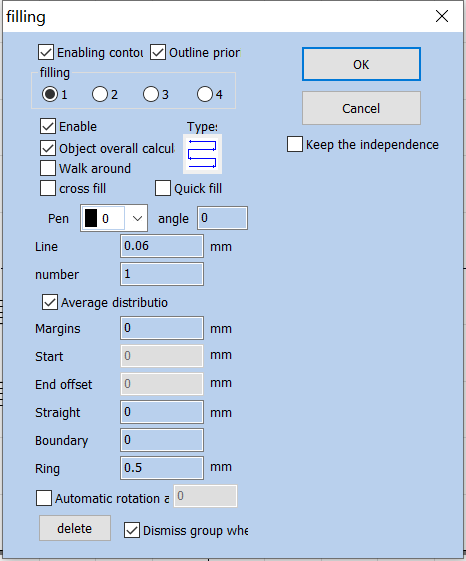 filling
Enabling contou Outline prior
OK
filling
1 2 3 4
Cancel
Enable Type:
Object overall calcul
Keep the independence
Walk around
cross fill Quick fill
Pen 0 angle 0
Line 0.06 mm
number 1
Average distributio
Margins 0 mm
Start 0 mm
End offset 0 mm
Straight 0 mm
Boundary 0
Ring 0.5 mm
Automatic rotation a 0
delete Dismiss group whe